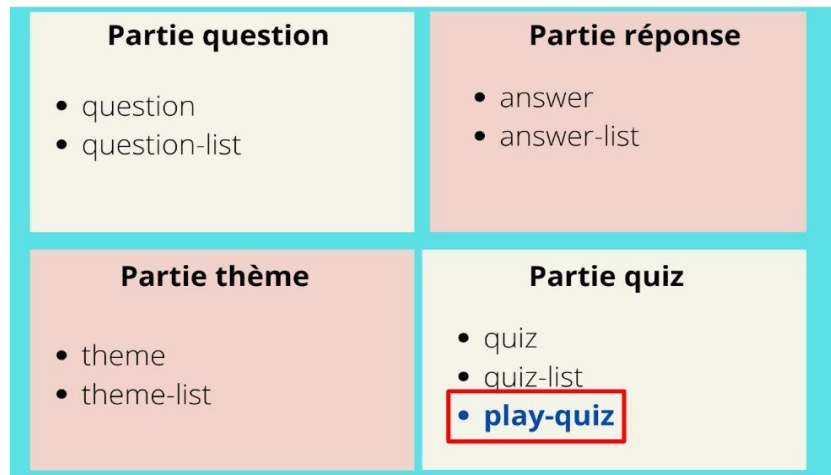 Partie question
• question
• question-list
Partie réponse
• answer
• answer-list
Partie thème
• theme
• theme-list
Partie quiz
• quiz
• quiz-list
• play-quiz